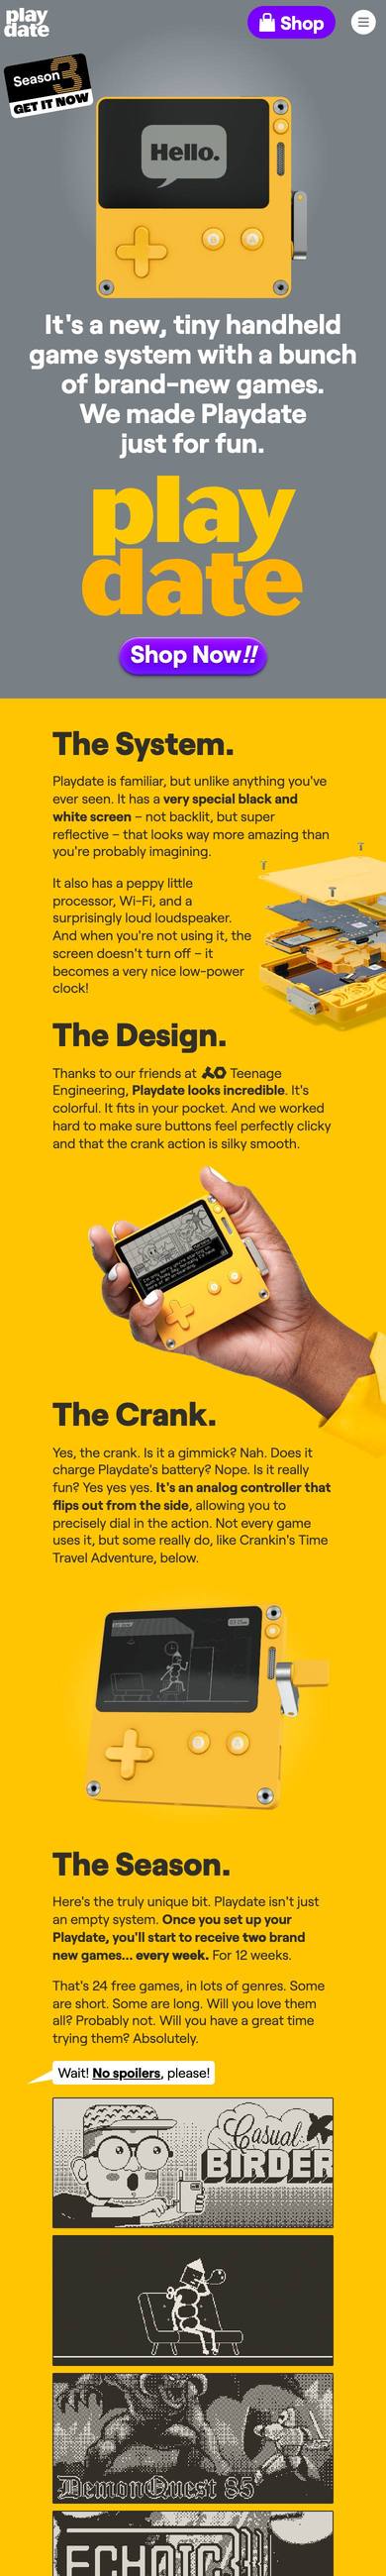 play
date
Shop
Season 3
GET IT NOW
Hello.
B
A
It's a new, tiny handheld
game system with a bunch
of brand-new games.
We made Playdate
just for fun.
play
date
Shop Now!!
The System.
Playdate is familiar, but unlike anything you've
ever seen. It has a very special black and
white screen – not backlit, but super
reflective – that looks way more amazing than
you're probably imagining.
It also has a peppy little
processor, Wi-Fi, and a
surprisingly loud loudspeaker.
And when you're not using it, the
screen doesn't turn off – it
becomes a very nice low-power
clock!
The Design.
Thanks to our friends at Teenage
Engineering, Playdate looks incredible. It's
colorful. It fits in your pocket. And we worked
hard to make sure buttons feel perfectly clicky
and that the crank action is silky smooth.
The Crank.
Yes, the crank. Is it a gimmick? Nah. Does it
charge Playdate's battery? Nope. Is it really
fun? Yes yes yes. It's an analog controller that
flips out from the side, allowing you to
precisely dial in the action. Not every game
uses it, but some really do, like Crankin's Time
Travel Adventure, below.
B
A
The Season.
Here's the truly unique bit. Playdate isn't just
an empty system. Once you set up your
Playdate, you'll start to receive two brand
new games... every week. For 12 weeks.
That's 24 free games, in lots of genres. Some
are short. Some are long. Will you love them
all? Probably not. Will you have a great time
trying them? Absolutely.
Wait! No spoilers, please!
Casual
BIRDER
DemonQuest 85
ECHOIC